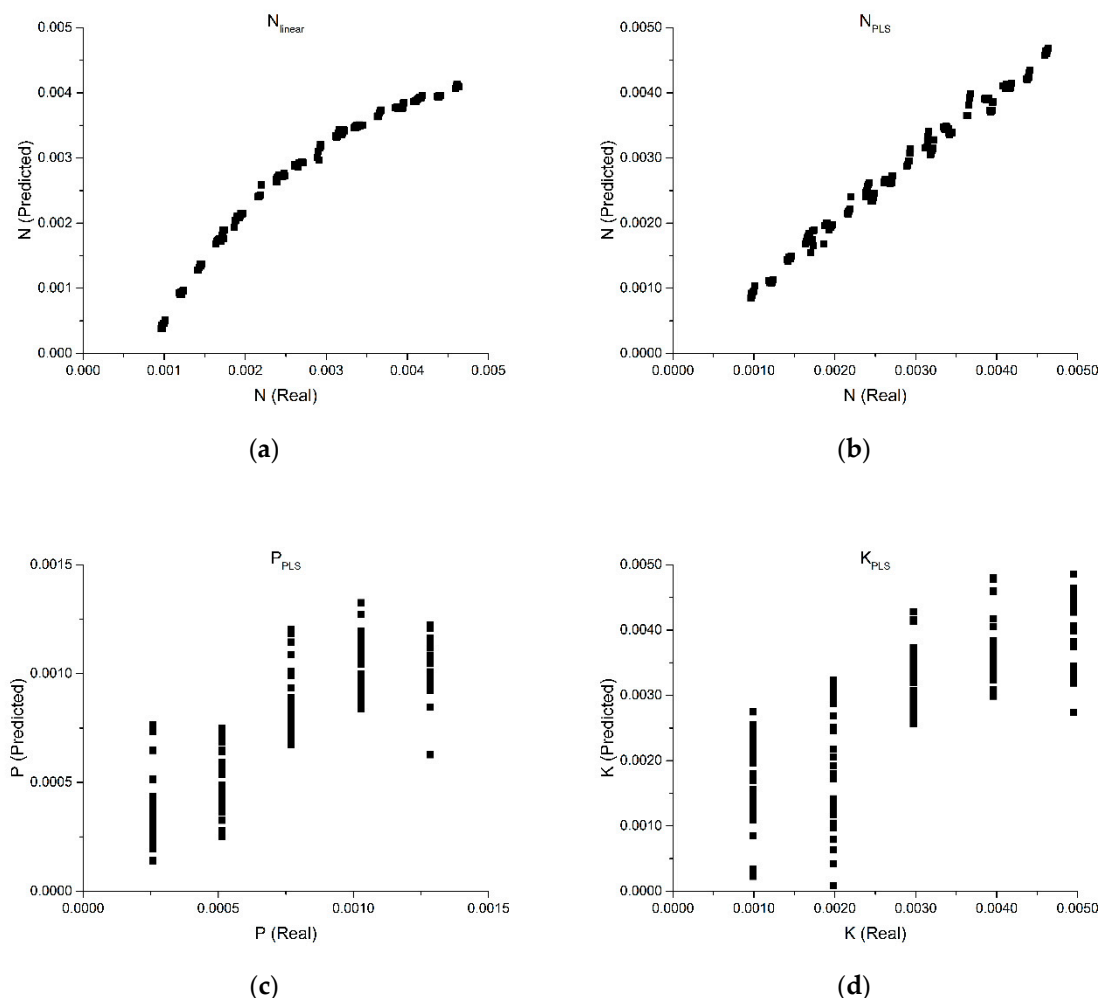 N linear
N PLS
0.005
0.004
0.003
0.002
0.001
0.000
N (Predicted)
0.000 0.001 0.002 0.003 0.004 0.005
N (Real)
(a)
0.0050
0.0040
0.0030
0.0020
0.0010
0.0000
N (Predicted)
0.0000 0.0010 0.0020 0.0030 0.0040 0.0050
N (Real)
(b)
P PLS
0.0015
0.0010
0.0005
0.0000
P (Predicted)
0.0000 0.0005 0.0010 0.0015
P (Real)
(c)
K PLS
0.0050
0.0040
0.0030
0.0020
0.0010
0.0000
K (Predicted)
0.0000 0.0010 0.0020 0.0030 0.0040 0.0050
K (Real)
(d)